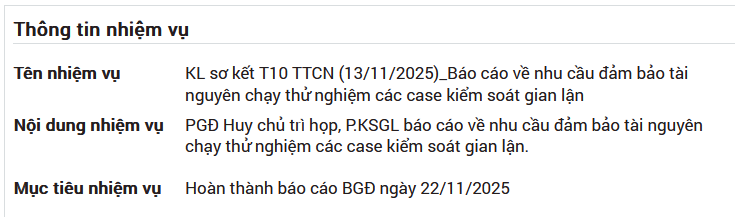 Thông tin nhiệm vụ
Tên nhiệm vụ KL sơ kết T10 TTCN (13/11/2025)_Báo cáo về nhu cầu đảm bảo tài
nguyên chạy thử nghiệm các case kiểm soát gian lận
Nội dung nhiệm vụ PGĐ Huy chủ trì họp, P.KSGL báo cáo về nhu cầu đảm bảo tài nguyên
chạy thử nghiệm các case kiểm soát gian lận.
Mục tiêu nhiệm vụ Hoàn thành báo cáo BGĐ ngày 22/11/2025